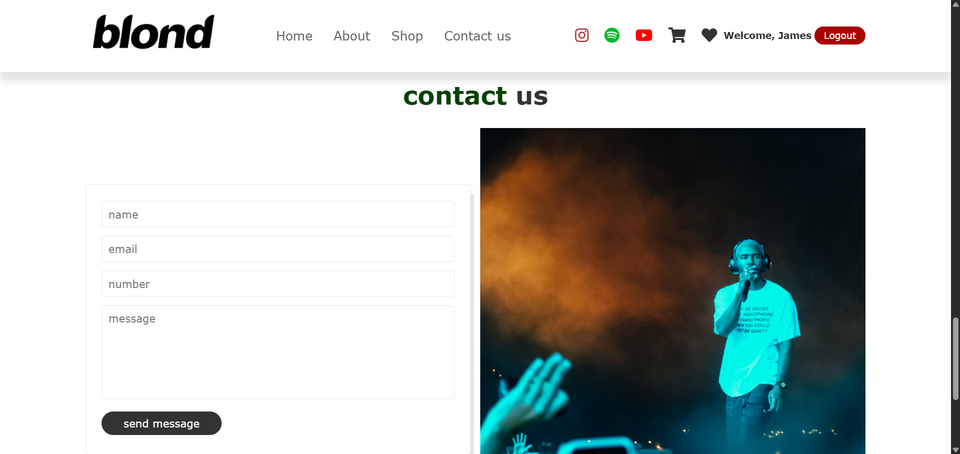 blond
Home About Shop Contact us
Welcome, James Logout
contact us
name
email
number
message
send message